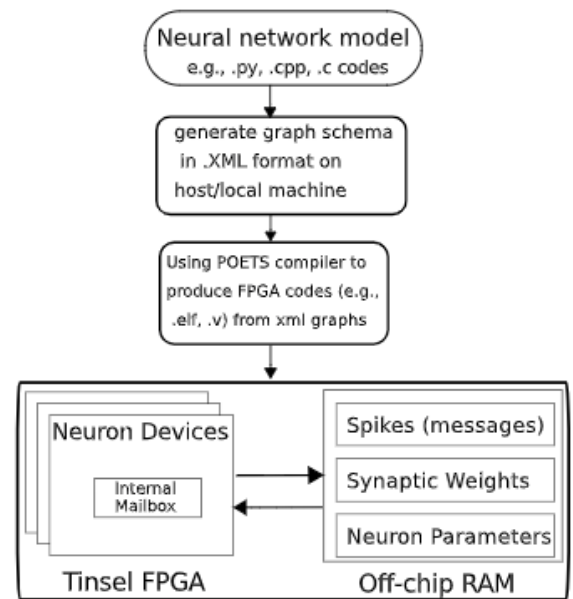 Neural network model
e.g., .py, .cpp, .c codes
generate graph schema
in .XML format on
host/local machine
Using POETS compiler to
produce FPGA codes (e.g.,
.elf, .v) from xml graphs
Neuron Devices
Internal
Mailbox
Tinsel FPGA
Spikes (messages)
Synaptic Weights
Neuron Parameters
Off-chip RAM